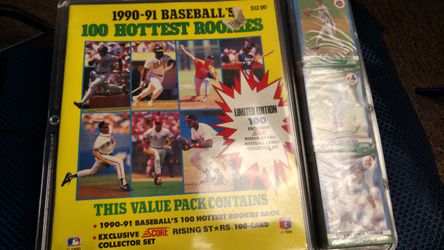 1990-91 BASEBALL'S
$12.95
100 HOTTEST ROOKIES
LIMITED EDITION
100
EXCLUSIVE
SCORE
RISING STARS
BASEBALL CARDS
COLLECTOR SET
THIS VALUE PACK CONTAINS
• 1990-91 BASEBALL'S 100 HOTTEST ROOKIES BOOK
• EXCLUSIVE SCORE RISING ST★RS 100-CARD
COLLECTOR SET